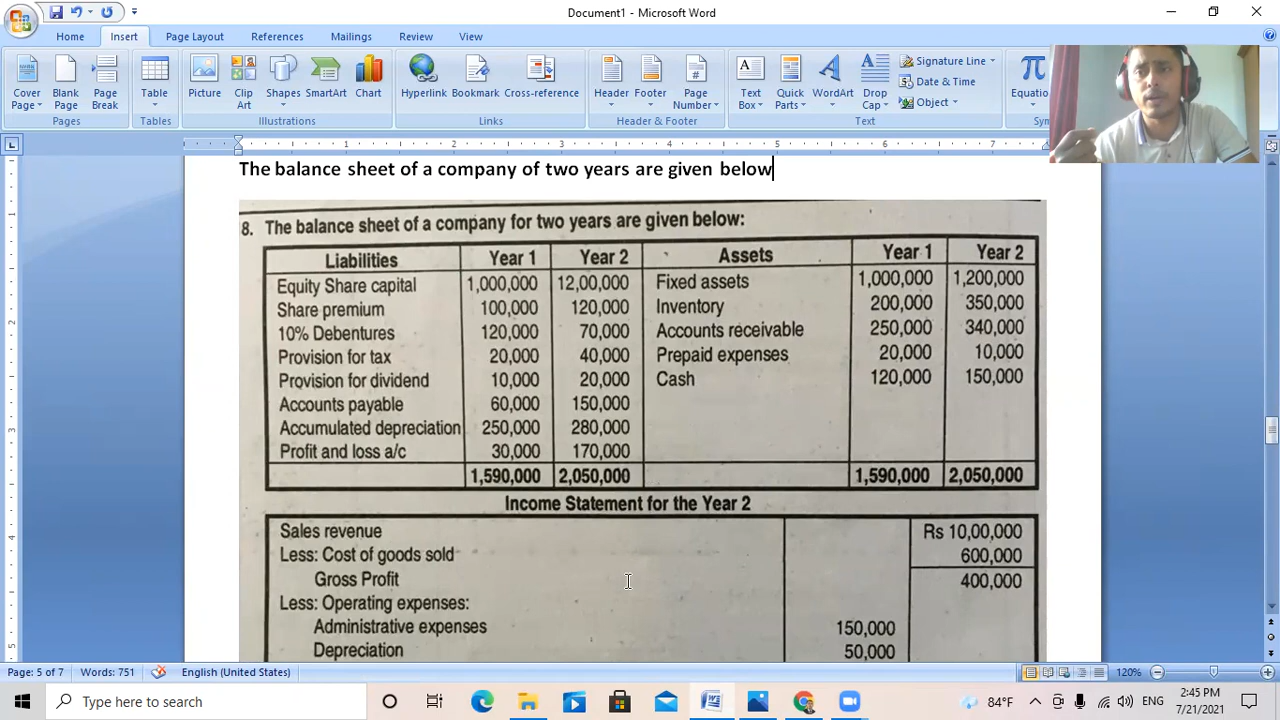 Document1 - Microsoft Word
Home Insert Page Layout References Mailings Review View
Cover Page Blank Page Page Break Table Picture Clip Art Shapes SmartArt Chart Hyperlink Bookmark Cross-reference Header Footer Page Number Text Box Quick Parts WordArt Drop Cap Signature Line Date & Time Object
Pages Tables Illustrations Links Header & Footer Text
The balance sheet of a company of two years are given below
8. The balance sheet of a company for two years are given below:
Liabilities Year 1 Year 2 Assets Year 1 Year 2
Equity Share capital 1,000,000 12,00,000 Fixed assets 1,000,000 1,200,000
Share premium 100,000 120,000 Inventory 200,000 350,000
10% Debentures 120,000 70,000 Accounts receivable 250,000 340,000
Provision for tax 20,000 40,000 Prepaid expenses 20,000 10,000
Provision for dividend 10,000 20,000 Cash 120,000 150,000
Accounts payable 60,000 150,000
Accumulated depreciation 250,000 280,000
Profit and loss a/c 30,000 170,000
1,590,000 2,050,000 1,590,000 2,050,000
Income Statement for the Year 2
Sales revenue Rs 10,00,000
Less: Cost of goods sold 600,000
Gross Profit 400,000
Less: Operating expenses:
Administrative expenses 150,000
Depreciation 50,000
Page: 5 of 7 Words: 751 English (United States) 120%
Type here to search 84°F ENG 2:45 PM
7/21/2021